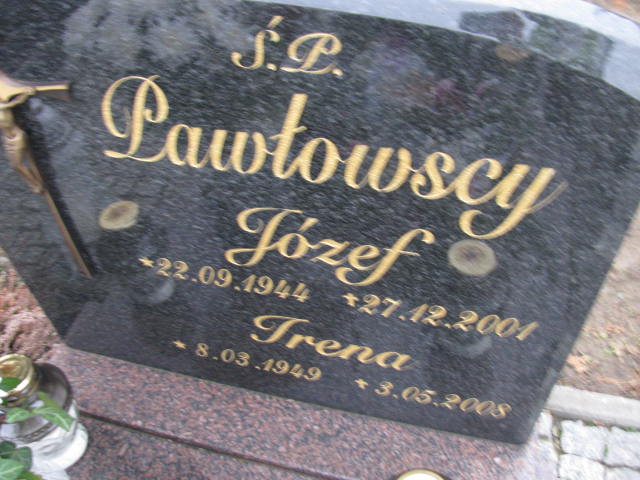 Ś.P.
Pawłowscy
Józef
*22.09.1944 *27.12.2001
Irena
*8.03.1949 *3.05.2008